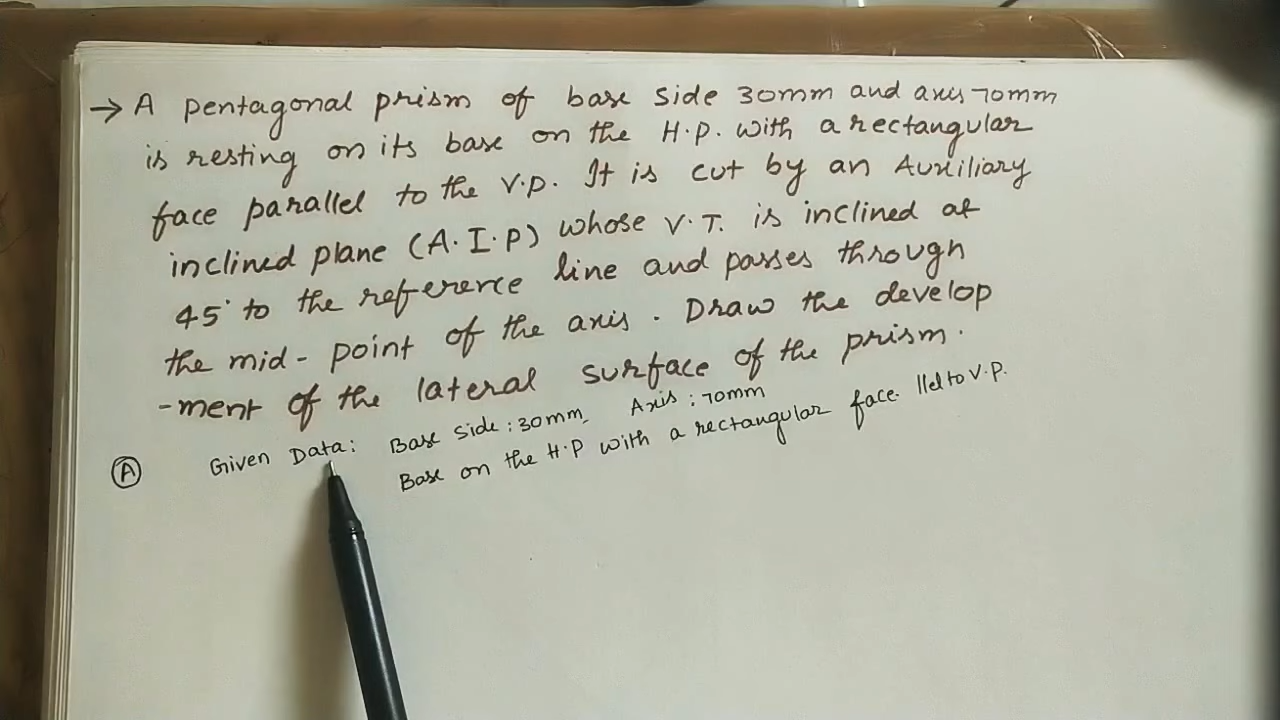 → A pentagonal prism of base side 30mm and axis 70mm
is resting on its base on the H.P. with a rectangular
face parallel to the V.P. It is cut by an Auxiliary
inclined plane (A.I.P) whose V.T. is inclined at
45° to the reference line and passes through
the mid-point of the axis. Draw the develop
-ment of the lateral surface of the prism.
(A) Given Data: Base Side: 30mm, Axis: 70mm
Base on the H.P with a rectangular face llel to V.P.